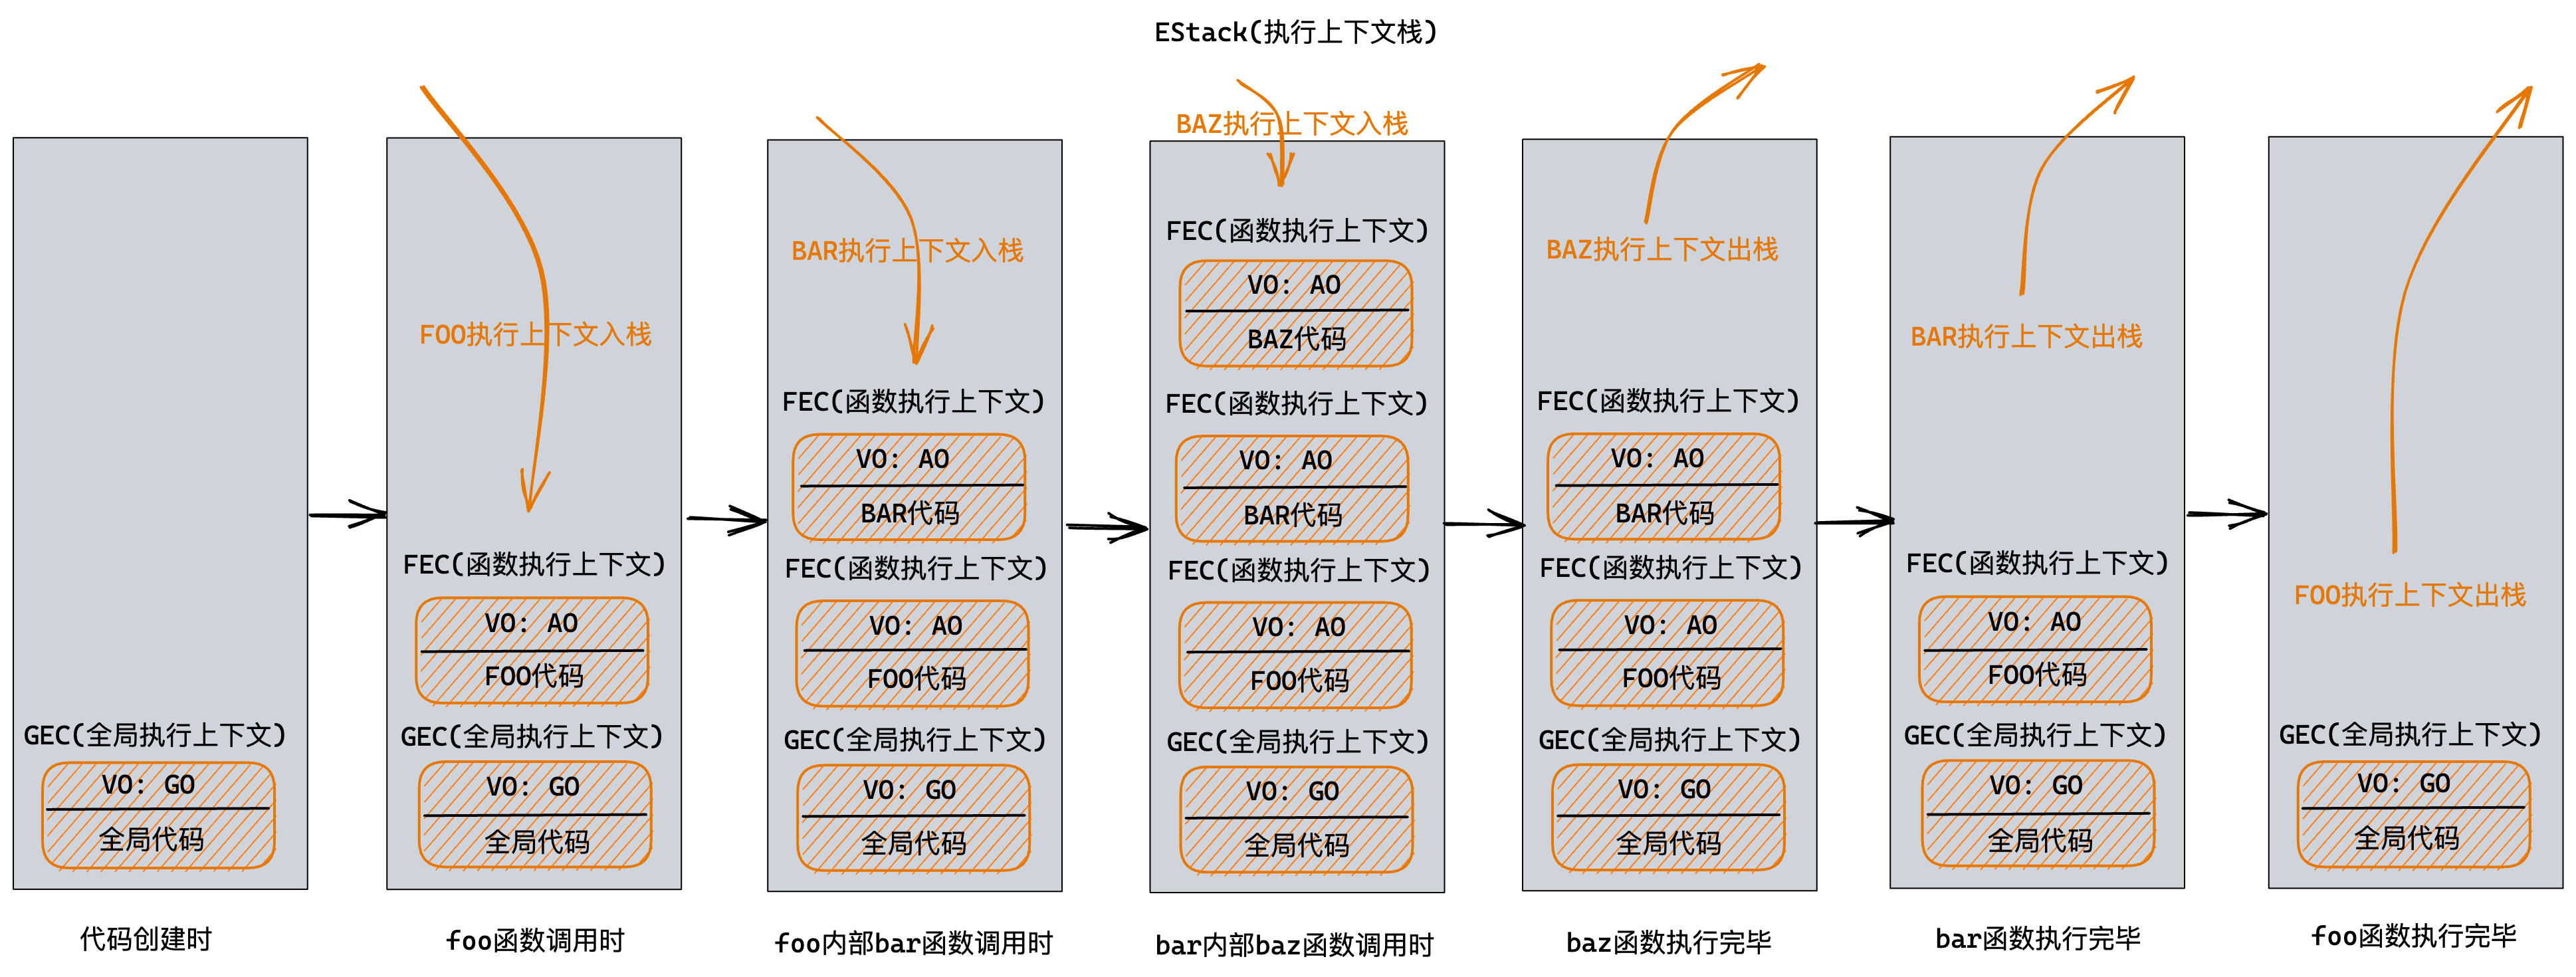 EStack(执行上下文栈)
GEC(全局执行上下文)
VO: GO
全局代码
代码创建时
FOO执行上下文入栈
FEC(函数执行上下文)
VO: AO
FOO代码
GEC(全局执行上下文)
VO: GO
全局代码
foo函数调用时
BAR执行上下文入栈
FEC(函数执行上下文)
VO: AO
BAR代码
FEC(函数执行上下文)
VO: AO
FOO代码
GEC(全局执行上下文)
VO: GO
全局代码
foo内部bar函数调用时
BAZ执行上下文入栈
FEC(函数执行上下文)
VO: AO
BAZ代码
FEC(函数执行上下文)
VO: AO
BAR代码
FEC(函数执行上下文)
VO: AO
FOO代码
GEC(全局执行上下文)
VO: GO
全局代码
bar内部baz函数调用时
BAZ执行上下文出栈
FEC(函数执行上下文)
VO: AO
BAR代码
FEC(函数执行上下文)
VO: AO
FOO代码
GEC(全局执行上下文)
VO: GO
全局代码
baz函数执行完毕
BAR执行上下文出栈
FEC(函数执行上下文)
VO: AO
FOO代码
GEC(全局执行上下文)
VO: GO
全局代码
bar函数执行完毕
FOO执行上下文出栈
GEC(全局执行上下文)
VO: GO
全局代码
foo函数执行完毕